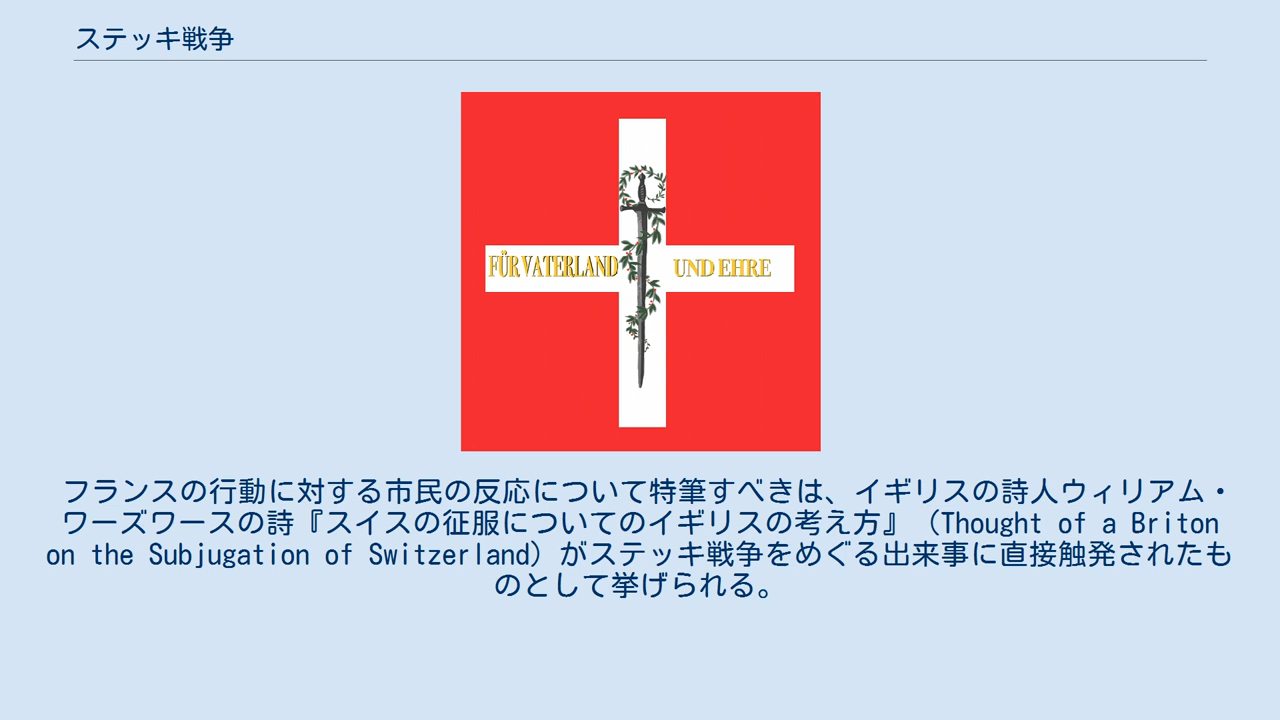 ステッキ戦争
FÜR VATERLAND UND EHRE
フランスの行動に対する市民の反応について特筆すべきは、イギリスの詩人ウィリアム・
ワーズワースの詩『スイスの征服についてのイギリスの考え方』（Thought of a Briton
on the Subjugation of Switzerland）がステッキ戦争をめぐる出来事に直接触発されたも
のとして挙げられる。